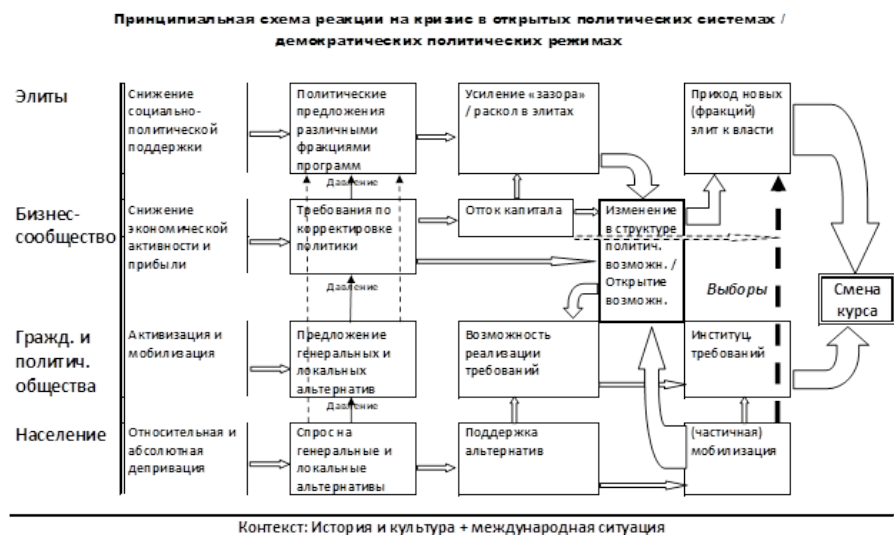 Принципиальная схема реакции на кризис в открытых политических системах /
демократических политических режимах
Элиты
Снижение
социально-
политической
поддержки
Политические
предложения
различными
фракциями
программ
Усиление «зазора»
/ раскол в элитах
Приход новых
(фракций)
элит к власти
Давление
Бизнес-
сообщество
Снижение
экономической
активности и
прибыли
Требования по
корректировке
политики
Отток капитала
Изменение
в структуре
политич.
возможн. /
Открытие
возможн.
Выборы
Смена
курса
Давление
Гражд. и
политич.
общества
Активизация и
мобилизация
Предложение
генеральных и
локальных
альтернатив
Возможность
реализации
требований
Институц.
требований
Давление
Население
Относительная и
абсолютная
депривация
Спрос на
генеральные и
локальные
альтернативы
Поддержка
альтернатив
(частичная)
мобилизация
Контекст: История и культура + международная ситуация